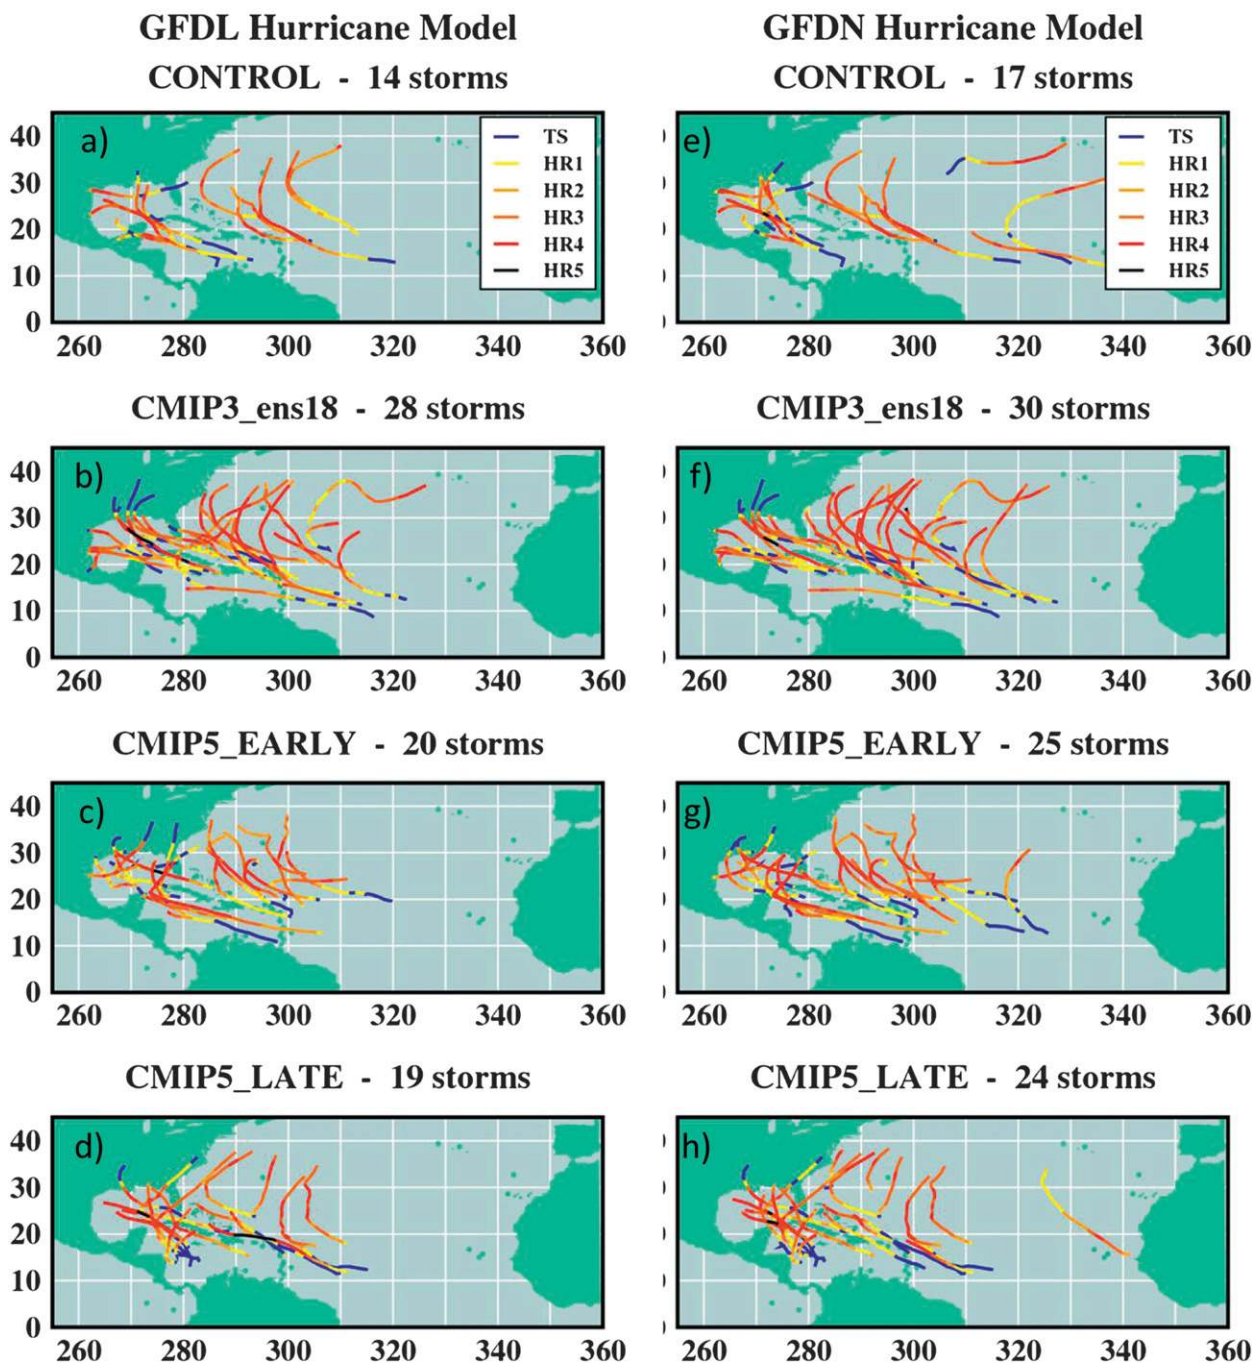 GFDL Hurricane Model
GFDN Hurricane Model
CONTROL - 14 storms
CONTROL - 17 storms
a)
TS
HR1
HR2
HR3
HR4
HR5
40
30
20
10
0
260 280 300 320 340 360
e)
TS
HR1
HR2
HR3
HR4
HR5
)
)
)
)
)
260 280 300 320 340 360
CMIP3_ens18 - 28 storms
CMIP3_ens18 - 30 storms
b)
40
30
20
10
0
260 280 300 320 340 360
f)
)
)
)
)
)
260 280 300 320 340 360
CMIP5_EARLY - 20 storms
CMIP5_EARLY - 25 storms
c)
40
30
20
10
0
260 280 300 320 340 360
g)
)
)
)
)
)
260 280 300 320 340 360
CMIP5_LATE - 19 storms
CMIP5_LATE - 24 storms
d)
40
30
20
10
0
260 280 300 320 340 360
h)
)
)
)
)
)
260 280 300 320 340 360